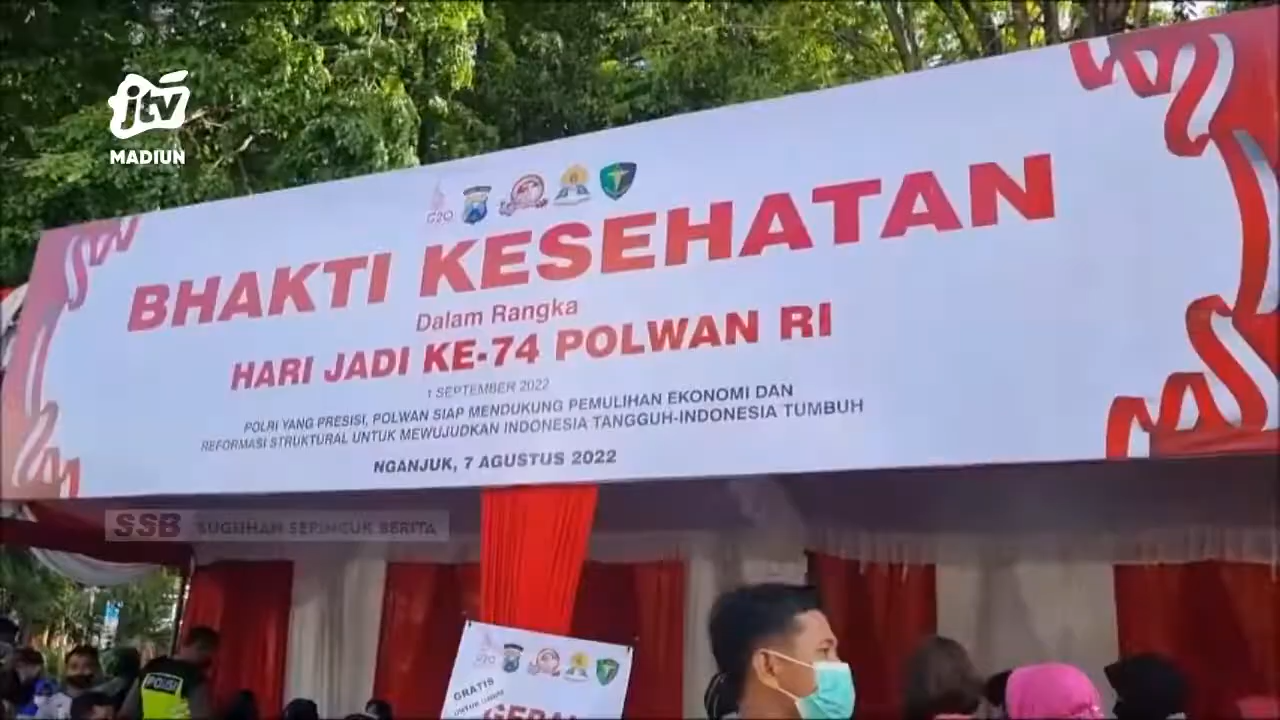 jtv
MADIUN
G20
BHAKTI KESEHATAN
Dalam Rangka
HARI JADI KE-74 POLWAN RI
1 SEPTEMBER 2022
POLRI YANG PRESISI, POLWAN SIAP MENDUKUNG PEMULIHAN EKONOMI DAN
REFORMASI STRUKTURAL UNTUK MEWUJUDKAN INDONESIA TANGGUH-INDONESIA TUMBUH
NGANJUK, 7 AGUSTUS 2022
SSB
BERITA
POLISI
GRATIS
UNTUK UMUM